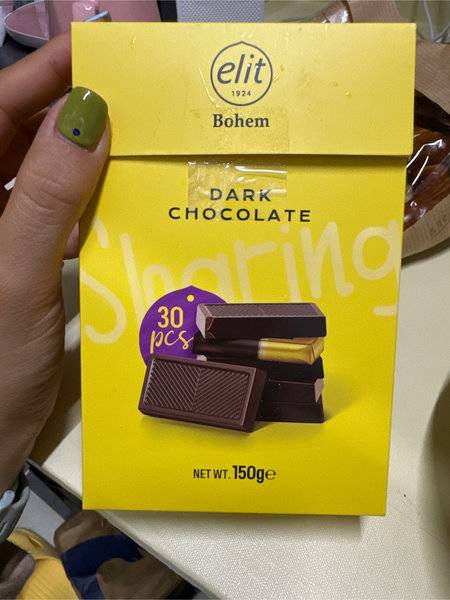 elit
1924
Bohem
DARK
CHOCOLATE
Sharing
30
pcs
NET WT. 150g℮